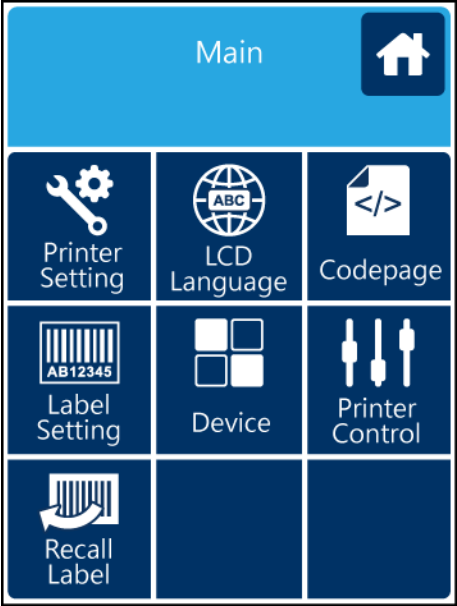 Main
Printer
Setting
ABC
LCD
Language
</>
Codepage
AB12345
Label
Setting
Device
Printer
Control
Recall
Label